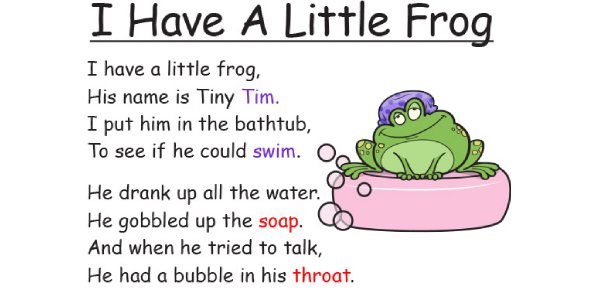 I Have A Little Frog
I have a little frog,
His name is Tiny Tim.
I put him in the bathtub,
To see if he could swim.
He drank up all the water.
He gobbled up the soap.
And when he tried to talk,
He had a bubble in his throat.